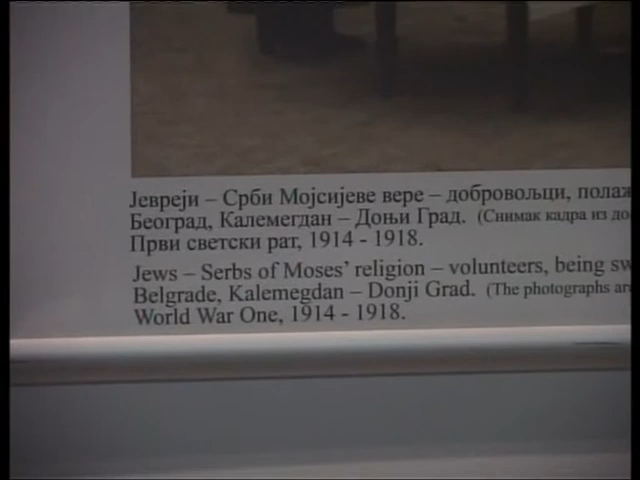 Јевреји – Срби Мојсијеве вере – добровољци,
Београд, Калемегдан – Доњи Град. (Снимак кадра из
Први светски рат, 1914 - 1918.
Jews – Serbs of Moses' religion – volunteers, being
Belgrade, Kalemegdan – Donji Grad. (The photographs
World War One, 1914 - 1918.